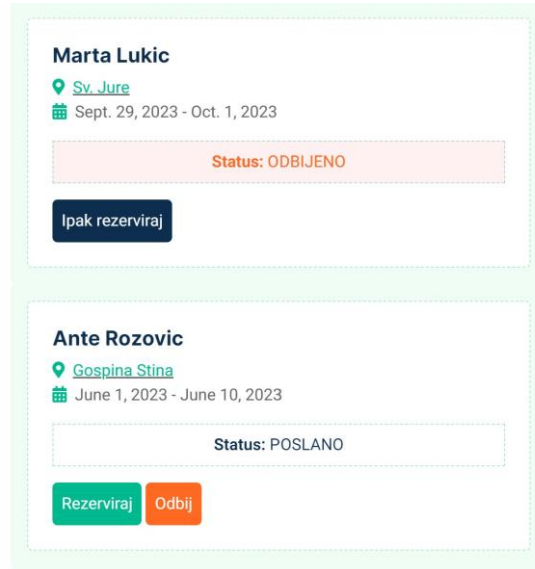 Marta Lukic
Sv. Jure
Sept. 29, 2023 - Oct. 1, 2023
Status: ODBIJENO
Ipak rezerviraj
Ante Rozovic
Gospina Stina
June 1, 2023 - June 10, 2023
Status: POSLANO
Rezerviraj Odbij